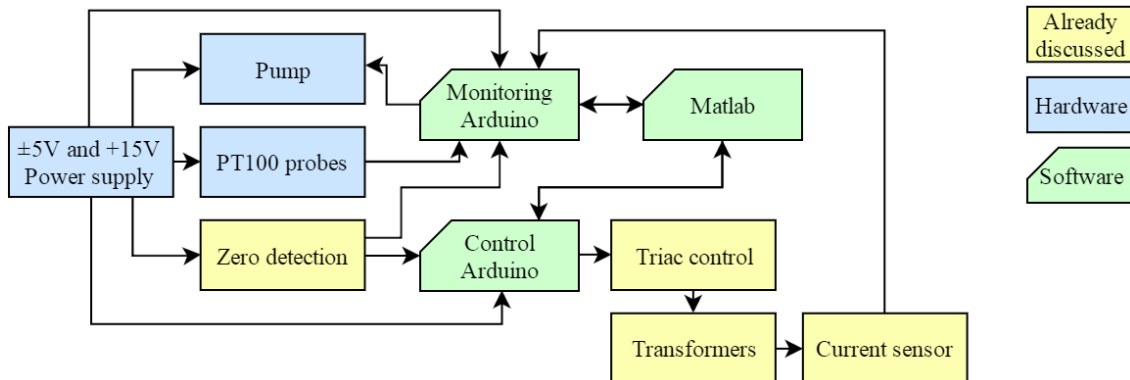 Pump
Monitoring
Arduino
Matlab
±5V and +15V
Power supply
PT100 probes
Zero detection
Control
Arduino
Triac control
Transformers
Current sensor
Already
discussed
Hardware
Software